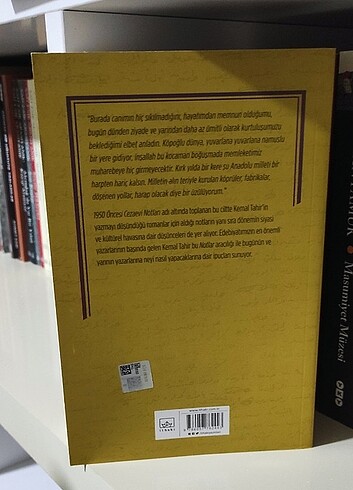 "Burada canımın hiç sıkılmadığını, hayatımdan memnun olduğumu,
bugün dünden ziyade ve yarından daha az ümitli olarak kurtuluşumuzu
beklediğimi elbet anladın. Köpoğlu dünya, yuvarlana yuvarlana namuslu
bir yere gidiyor, inşallah bu kocaman boğuşmada memleketimiz
muharebeye hiç girmeyecektir. Kırk yılda bir kere şu Anadolu milleti bir
harpten hariç kalsın. Milletin alın teriyle kurulan köprüler, fabrikalar,
döşenen yollar, harap olacak diye bir üzülüyorum."
1950 Öncesi Cezaevi Notları adı altında toplanan bu ciltte Kemal Tahir'in
yazmayı düşündüğü romanlar için aldığı notların yanı sıra dönemin siyasi
ve kültürel havasına dair düşünceleri de yer alıyor. Edebiyatımızın en önemli
yazarlarının başında gelen Kemal Tahir bu Notlar aracılığı ile bugünün ve
yarının yazarlarına neyi nasıl yapacaklarına dair ipuçları sunuyor.
ithaki
Masumiyet Müzesi